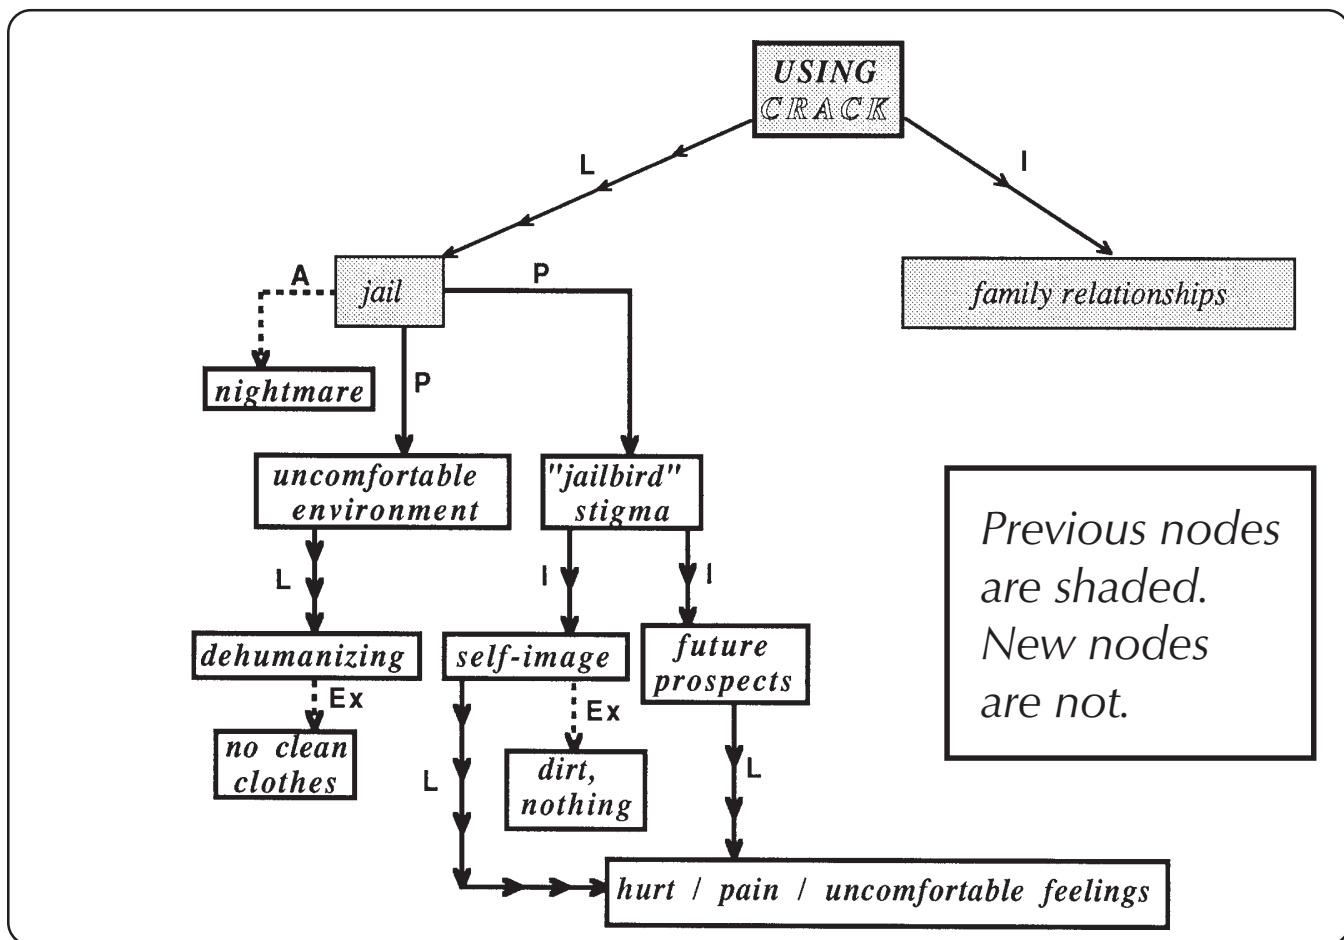 USING
CRACK
L
I
A
jail
P
family relationships
nightmare
P
uncomfortable
environment
"jailbird"
stigma
Previous nodes
are shaded.
New nodes
are not.
L
I
I
dehumanizing
self-image
future
prospects
Ex
Ex
no clean
clothes
dirt,
nothing
L
L
hurt / pain / uncomfortable feelings